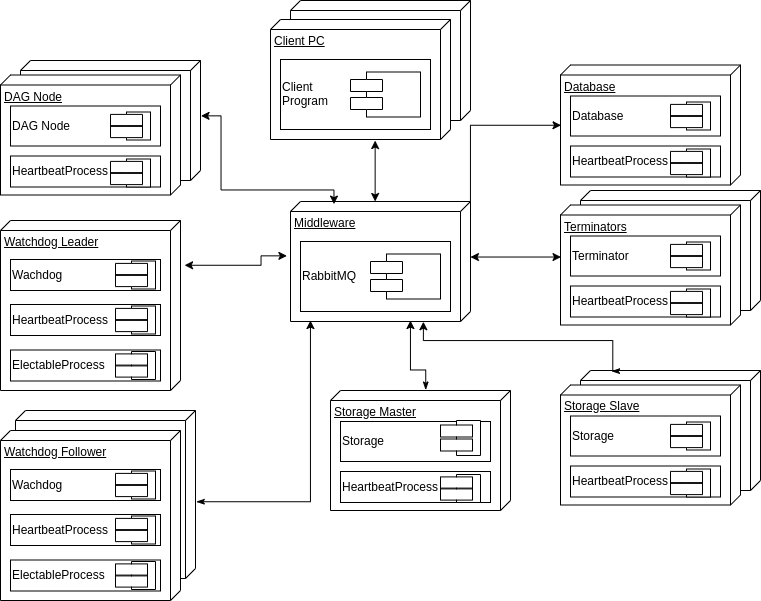 Client PC
Client
Program
DAG Node
DAG Node
HeartbeatProcess
Database
Database
HeartbeatProcess
Middleware
RabbitMQ
Watchdog Leader
Wachdog
HeartbeatProcess
ElectableProcess
Terminators
Terminator
HeartbeatProcess
Watchdog Follower
Wachdog
HeartbeatProcess
ElectableProcess
Storage Master
Storage
HeartbeatProcess
Storage Slave
Storage
HeartbeatProcess